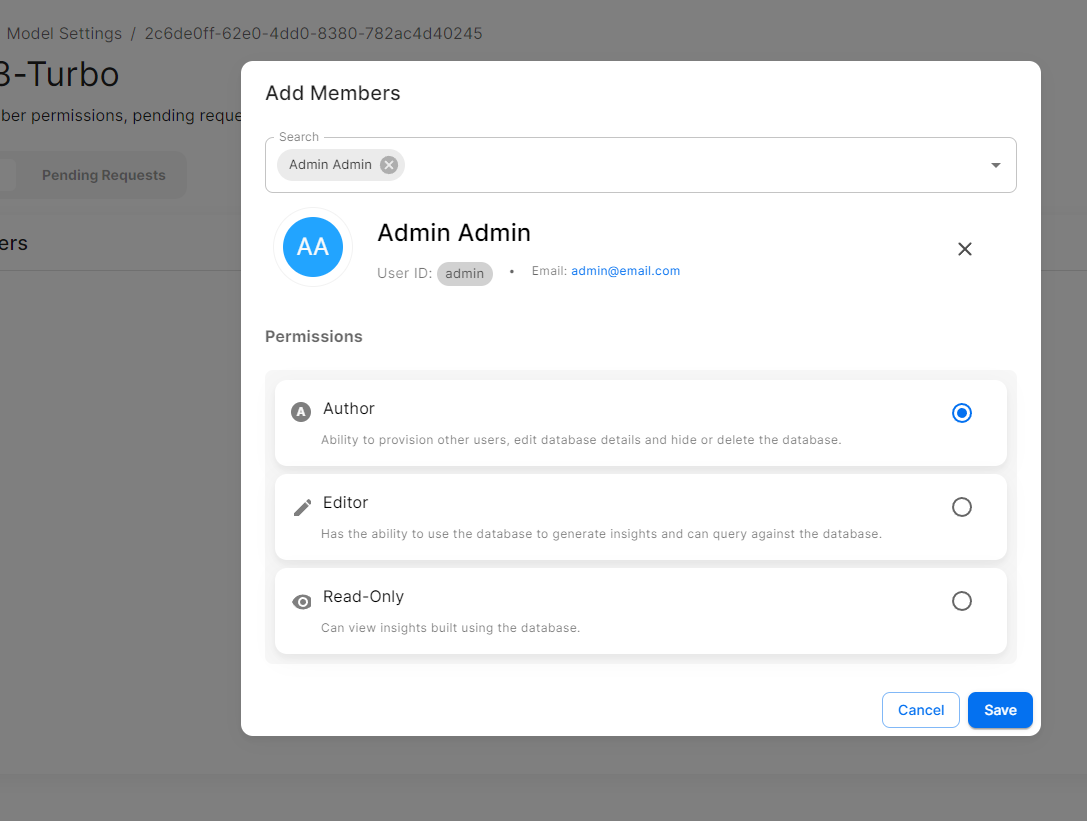 Model Settings / 2c6de0ff-62e0-4dd0-8380-782ac4d40245
3-Turbo
ber permissions, pending reque
Pending Requests
ers
Add Members
Search
Admin Admin
AA
Admin Admin
User ID: admin • Email: admin@email.com
Permissions
A Author
Ability to provision other users, edit database details and hide or delete the database.
Editor
Has the ability to use the database to generate insights and can query against the database.
Read-Only
Can view insights built using the database.
Cancel Save